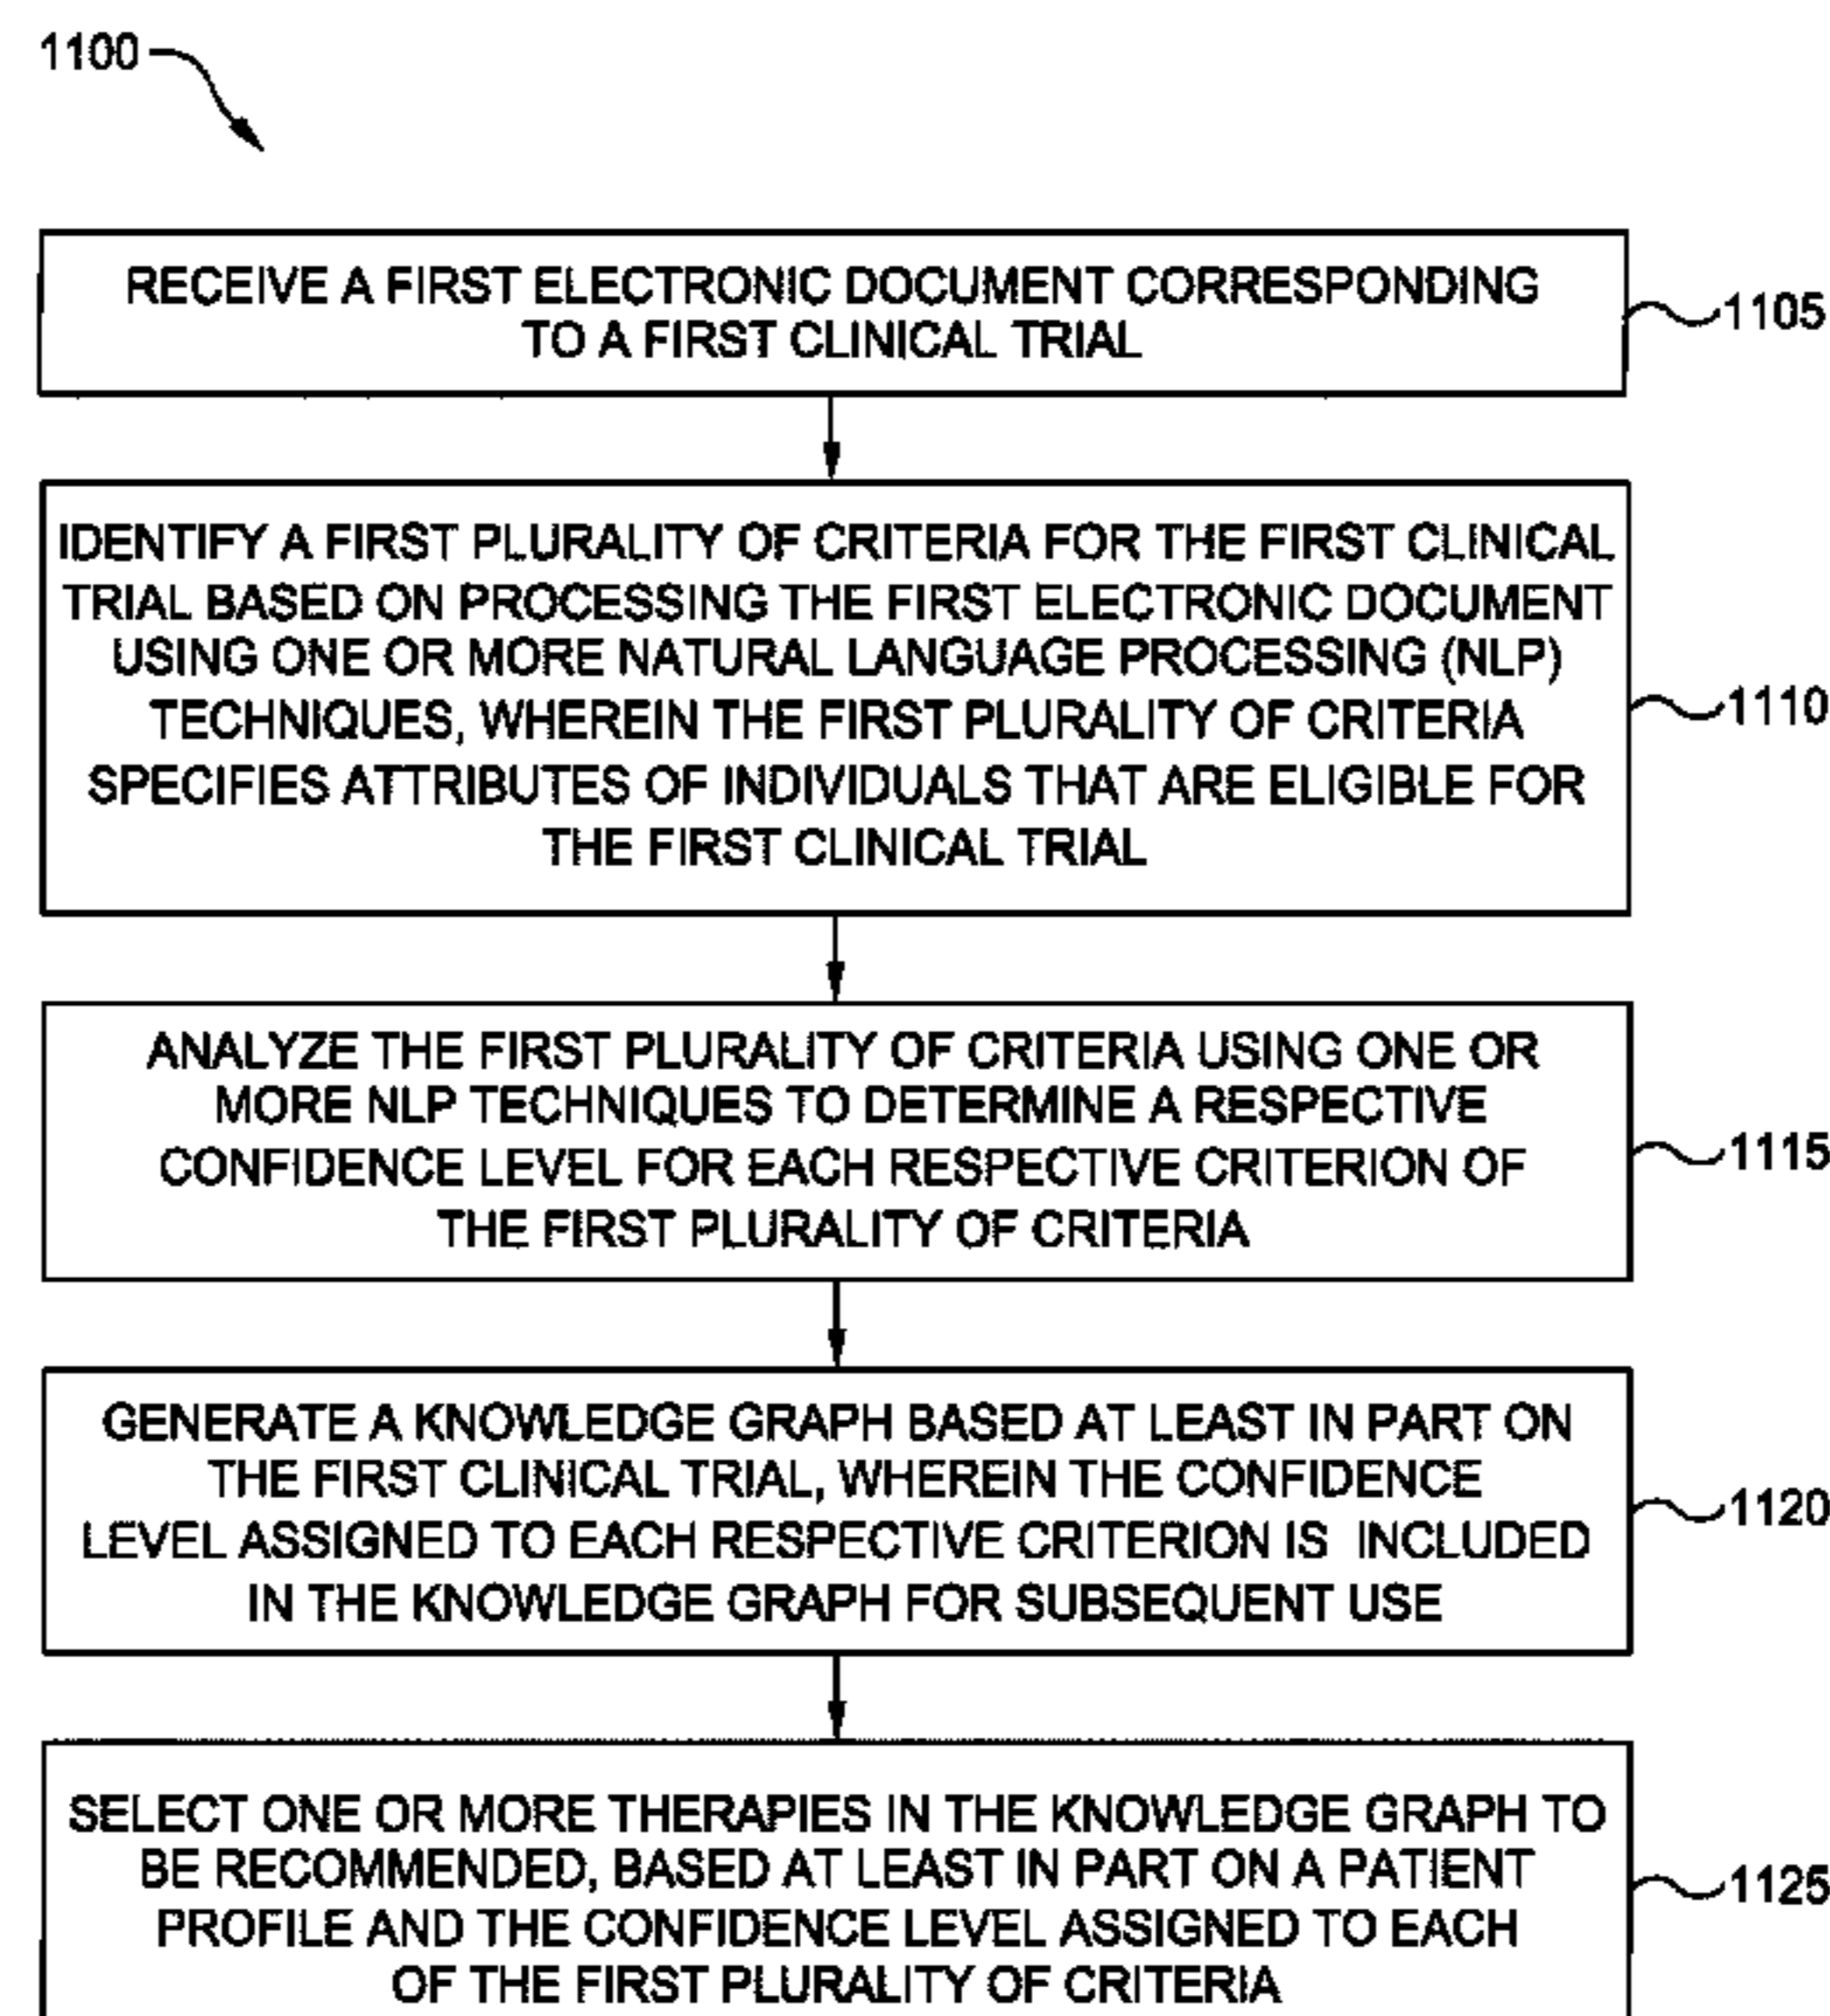 1100
RECEIVE A FIRST ELECTRONIC DOCUMENT CORRESPONDING
TO A FIRST CLINICAL TRIAL
1105
IDENTIFY A FIRST PLURALITY OF CRITERIA FOR THE FIRST CLINICAL
TRIAL BASED ON PROCESSING THE FIRST ELECTRONIC DOCUMENT
USING ONE OR MORE NATURAL LANGUAGE PROCESSING (NLP)
TECHNIQUES, WHEREIN THE FIRST PLURALITY OF CRITERIA
SPECIFIES ATTRIBUTES OF INDIVIDUALS THAT ARE ELIGIBLE FOR
THE FIRST CLINICAL TRIAL
1110
ANALYZE THE FIRST PLURALITY OF CRITERIA USING ONE OR
MORE NLP TECHNIQUES TO DETERMINE A RESPECTIVE
CONFIDENCE LEVEL FOR EACH RESPECTIVE CRITERION OF
THE FIRST PLURALITY OF CRITERIA
1115
GENERATE A KNOWLEDGE GRAPH BASED AT LEAST IN PART ON
THE FIRST CLINICAL TRIAL, WHEREIN THE CONFIDENCE
LEVEL ASSIGNED TO EACH RESPECTIVE CRITERION IS INCLUDED
IN THE KNOWLEDGE GRAPH FOR SUBSEQUENT USE
1120
SELECT ONE OR MORE THERAPIES IN THE KNOWLEDGE GRAPH TO
BE RECOMMENDED, BASED AT LEAST IN PART ON A PATIENT
PROFILE AND THE CONFIDENCE LEVEL ASSIGNED TO EACH
OF THE FIRST PLURALITY OF CRITERIA
1125